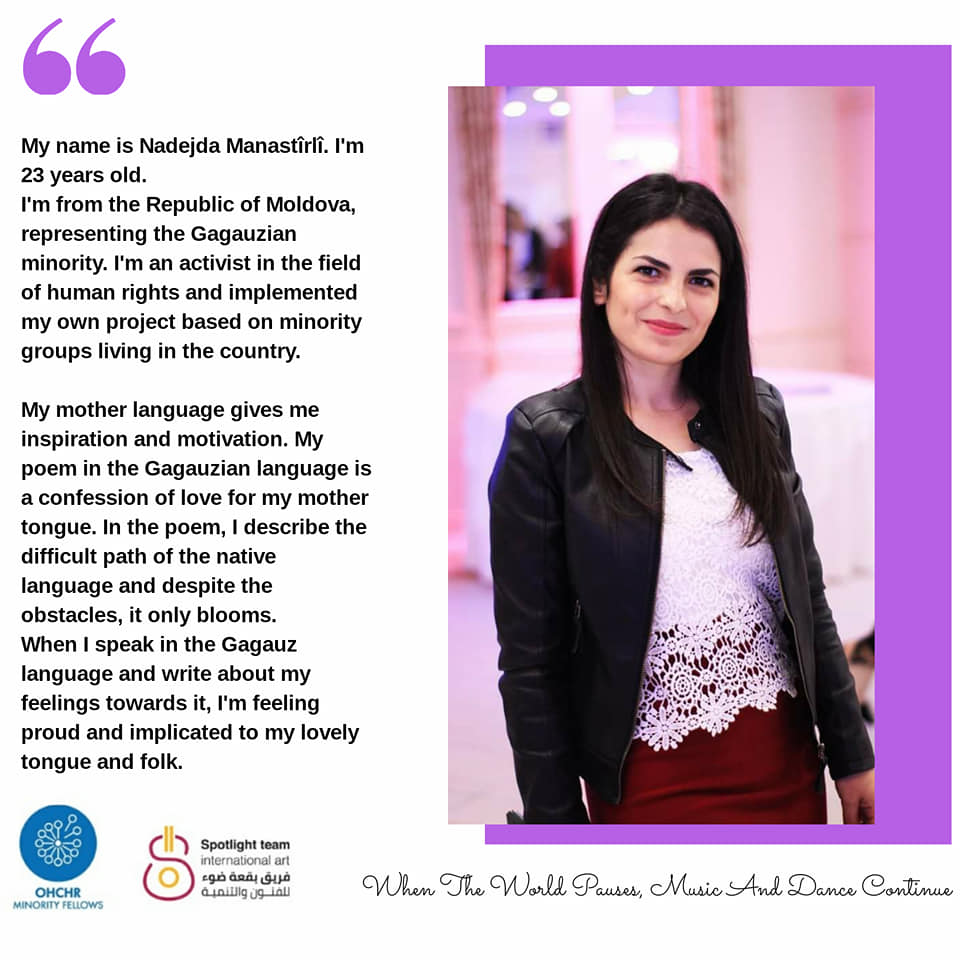 My name is Nadejda Manastîrlî. I'm
23 years old.
I'm from the Republic of Moldova,
representing the Gagauzian
minority. I'm an activist in the field
of human rights and implemented
my own project based on minority
groups living in the country.
My mother language gives me
inspiration and motivation. My
poem in the Gagauzian language is
a confession of love for my mother
tongue. In the poem, I describe the
difficult path of the native
language and despite the
obstacles, it only blooms.
When I speak in the Gagauz
language and write about my
feelings towards it, I'm feeling
proud and implicated to my lovely
tongue and folk.
OHCHR
MINORITY FELLOWS
Spotlight team
international art
فريق بقعة ضوء
للفنون والتنمية
When The World Pauses, Music And Dance Continue